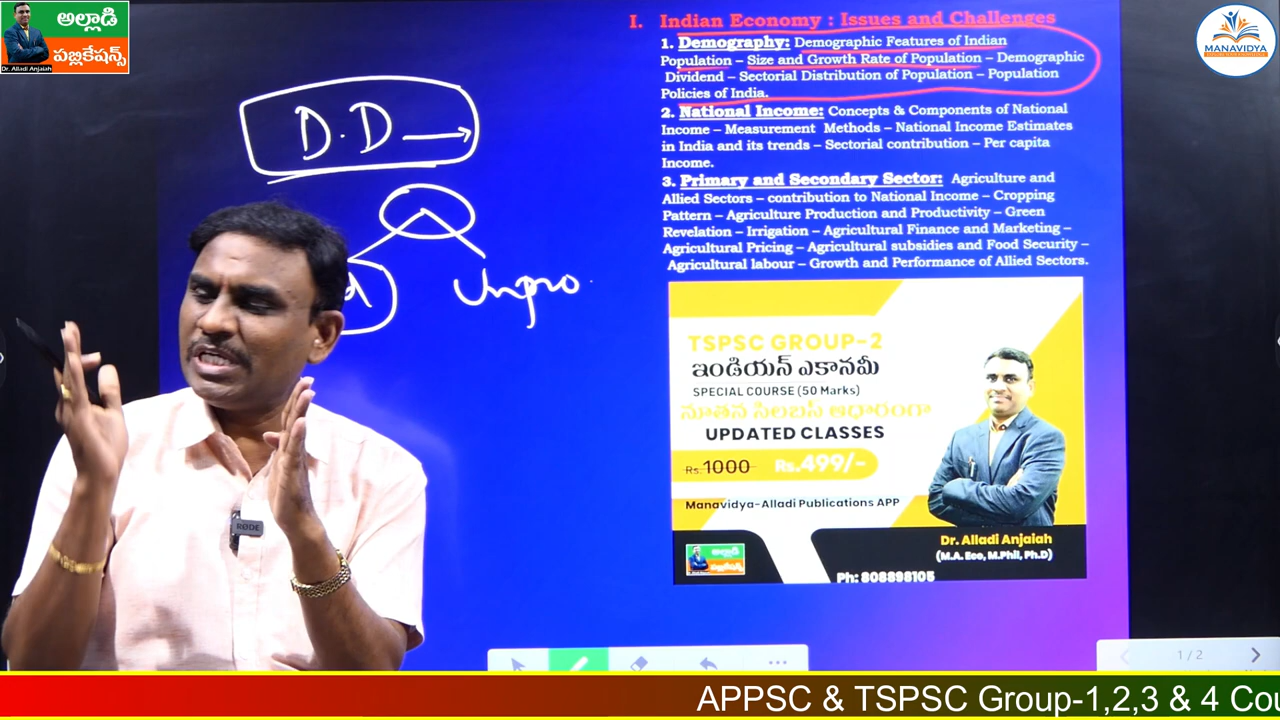 అల్లాడి
పబ్లికేషన్స్
Dr. Alladi Anjaiah
MANAVIDYA
D.D
Unpro
I. Indian Economy : Issues and Challenges
1. Demography: Demographic Features of Indian
Population – Size and Growth Rate of Population – Demographic
Dividend – Sectorial Distribution of Population – Population
Policies of India.
2. National Income: Concepts & Components of National
Income – Measurement Methods – National Income Estimates
in India and its trends – Sectorial contribution – Per capita
Income.
3. Primary and Secondary Sector: Agriculture and
Allied Sectors – contribution to National Income – Cropping
Pattern – Agriculture Production and Productivity – Green
Revelation – Irrigation – Agricultural Finance and Marketing –
Agricultural Pricing – Agricultural subsidies and Food Security –
Agricultural labour – Growth and Performance of Allied Sectors.
TSPSC GROUP-2
ఇండియన్ ఎకానమీ
SPECIAL COURSE (50 Marks)
నూతన సిలబస్ ఆధారంగా
UPDATED CLASSES
Rs.1000 Rs.499/-
Manavidya-Alladi Publications APP
Dr. Alladi Anjaiah
(M.A. Eco, M.Phil, Ph.D)
Ph: 808898105
RØDE
1 / 2
APPSC & TSPSC Group-1,2,3 & 4 Cou